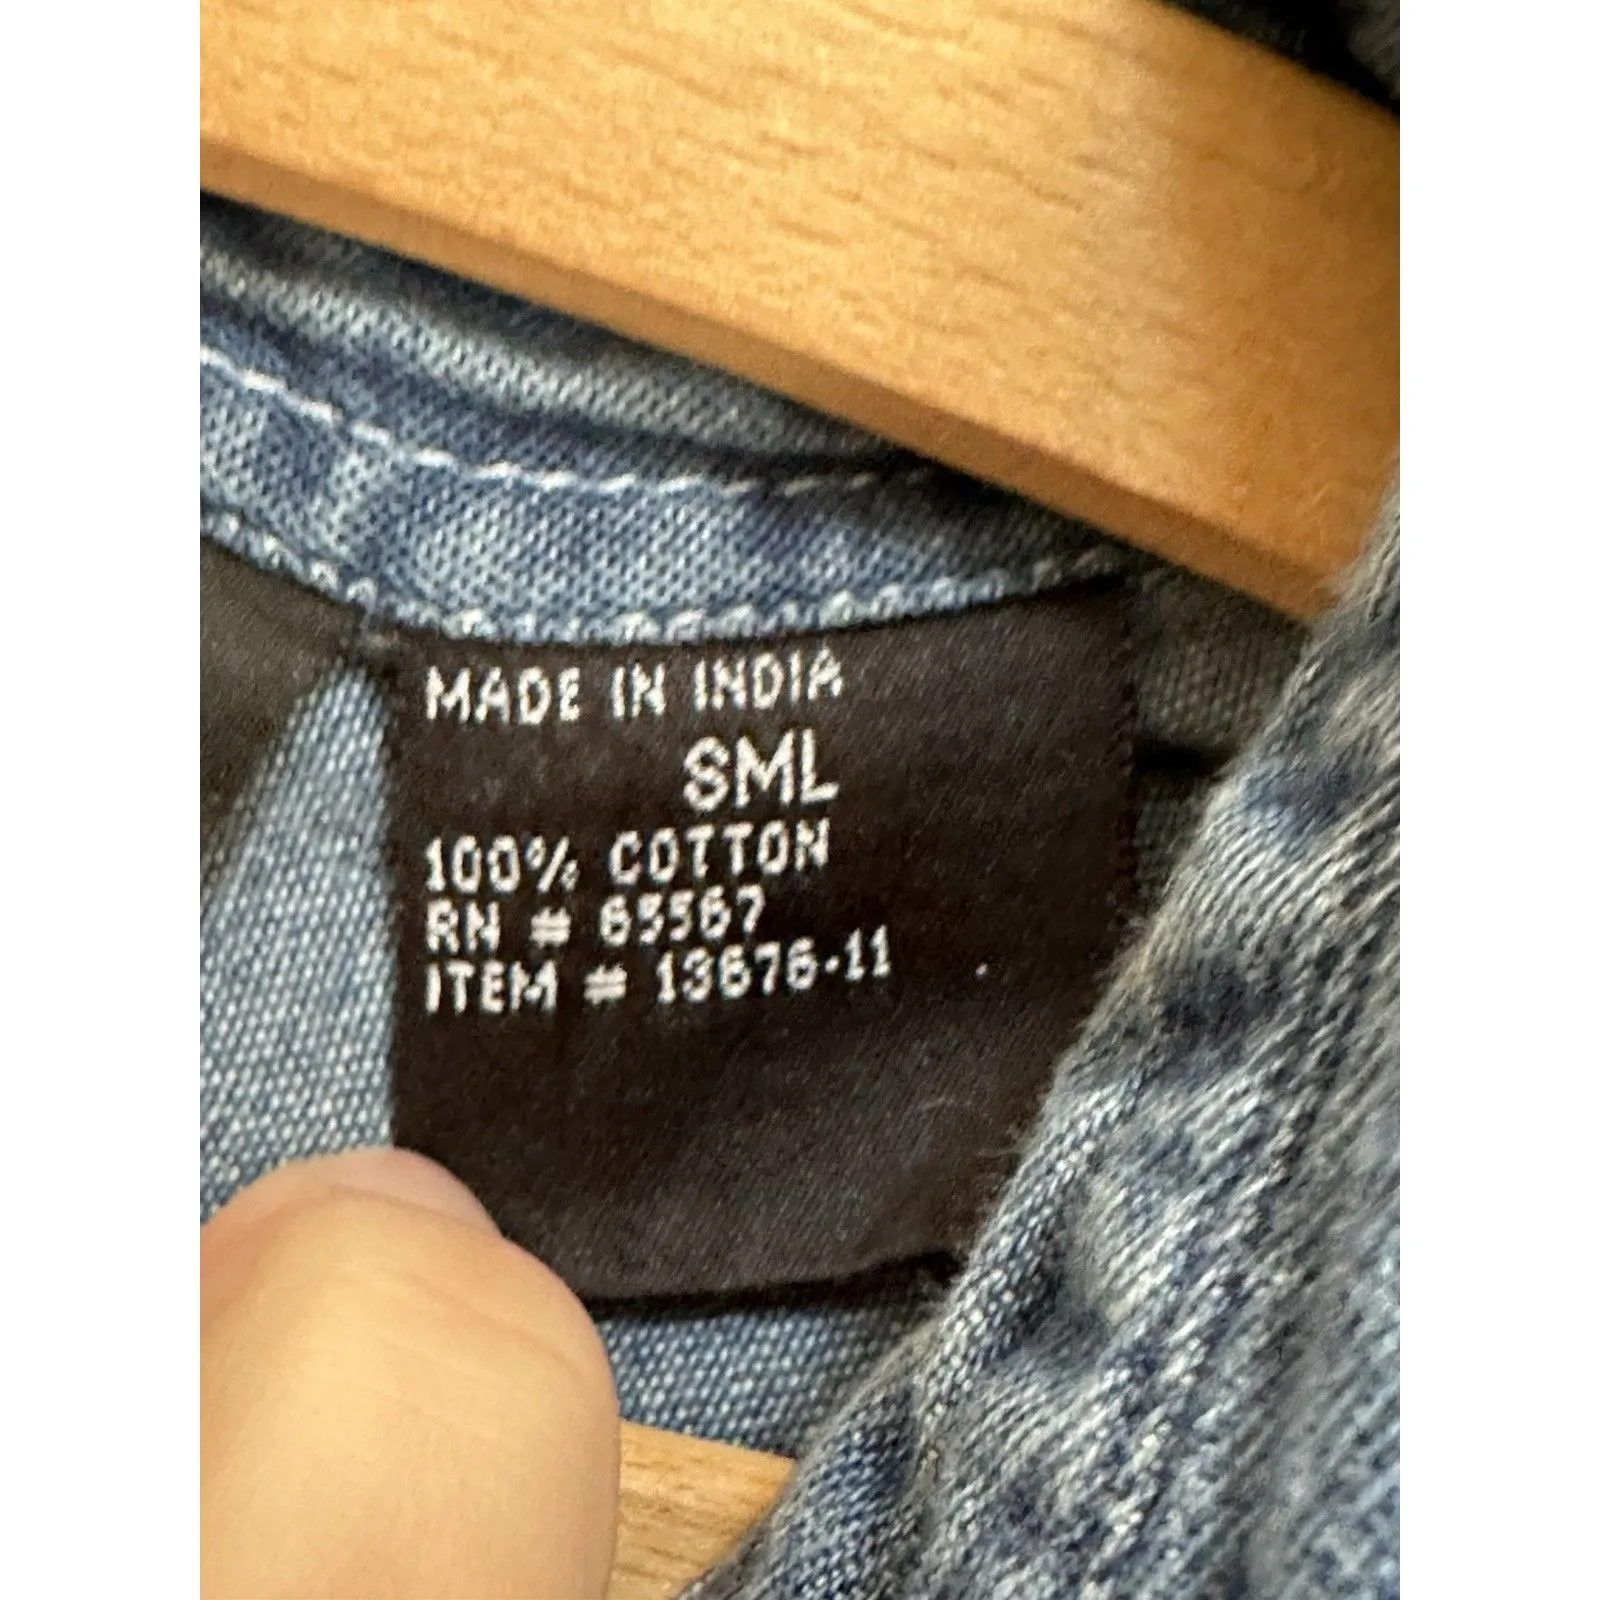 MADE IN INDIA
SML
100% COTTON
RN # 65567
ITEM # 13676-11